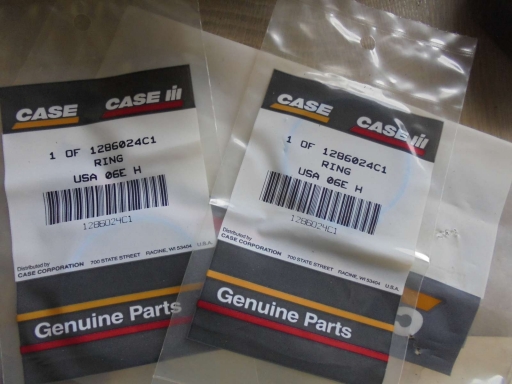 CASE CASE IH
1 OF 1286024C1
RING
USA 06E H
1286024C1
Distributed by
CASE CORPORATION 700 STATE STREET RACINE, WI 53404 U.S.A.
Genuine Parts
CASE CASE IH
1 OF 1286024C1
RING
USA 06E H
1286024C1
Distributed by
CASE CORPORATION 700 STATE STREET RACINE, WI 53404 U.S.A.
Genuine Parts